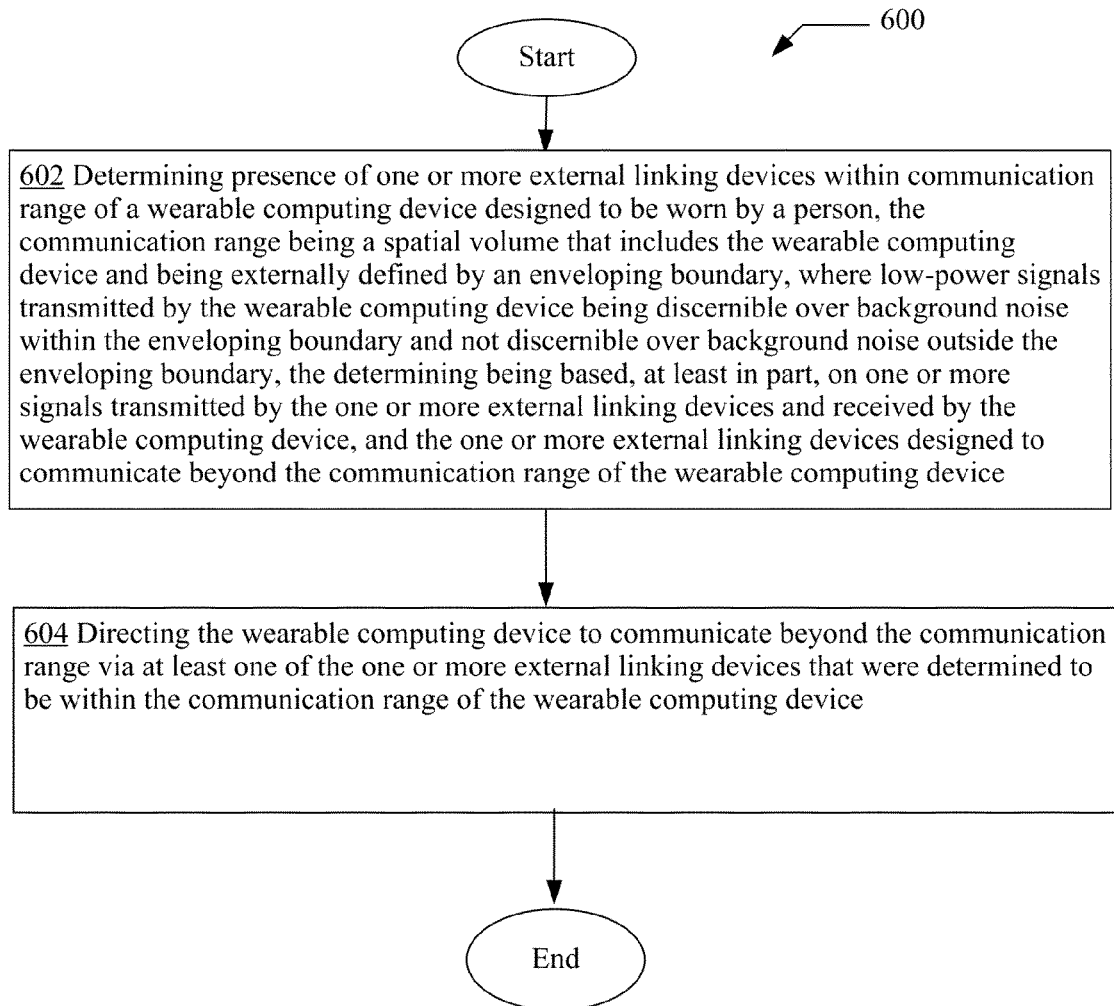 600
Start
602 Determining presence of one or more external linking devices within communication
range of a wearable computing device designed to be worn by a person, the
communication range being a spatial volume that includes the wearable computing
device and being externally defined by an enveloping boundary, where low-power signals
transmitted by the wearable computing device being discernible over background noise
within the enveloping boundary and not discernible over background noise outside the
enveloping boundary, the determining being based, at least in part, on one or more
signals transmitted by the one or more external linking devices and received by the
wearable computing device, and the one or more external linking devices designed to
communicate beyond the communication range of the wearable computing device
604 Directing the wearable computing device to communicate beyond the communication
range via at least one of the one or more external linking devices that were determined to
be within the communication range of the wearable computing device
End